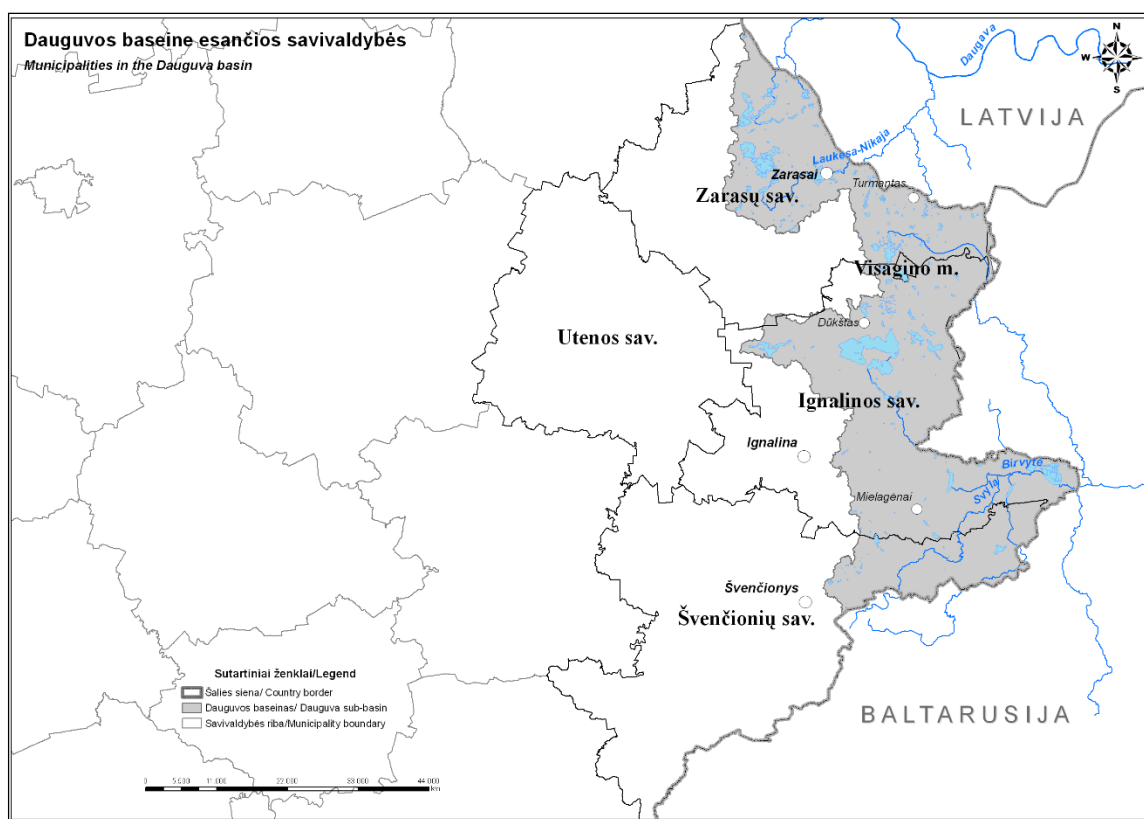 Dauguvos baseine esančios savivaldybės
Municipalities in the Dauguva basin
Daugava
N
W
E
S
LATVIJA
Laukesa-Nikaja
Zarasai
Turmantas
Zarasų sav.
Visagino m.
Dūkštas
Utenos sav.
Ignalinos sav.
Ignalina
Birvytė
Svyla
Mielagėnai
Švenčionys
Švenčionių sav.
Sutartiniai ženklai/Legend
Šalies siena/ Country border
Dauguvos baseinas/ Dauguva sub-basin
Savivaldybės riba/Municipality boundary
BALTARUSIJA
0 5 500 11 000 22 000 33 000 44 000
km